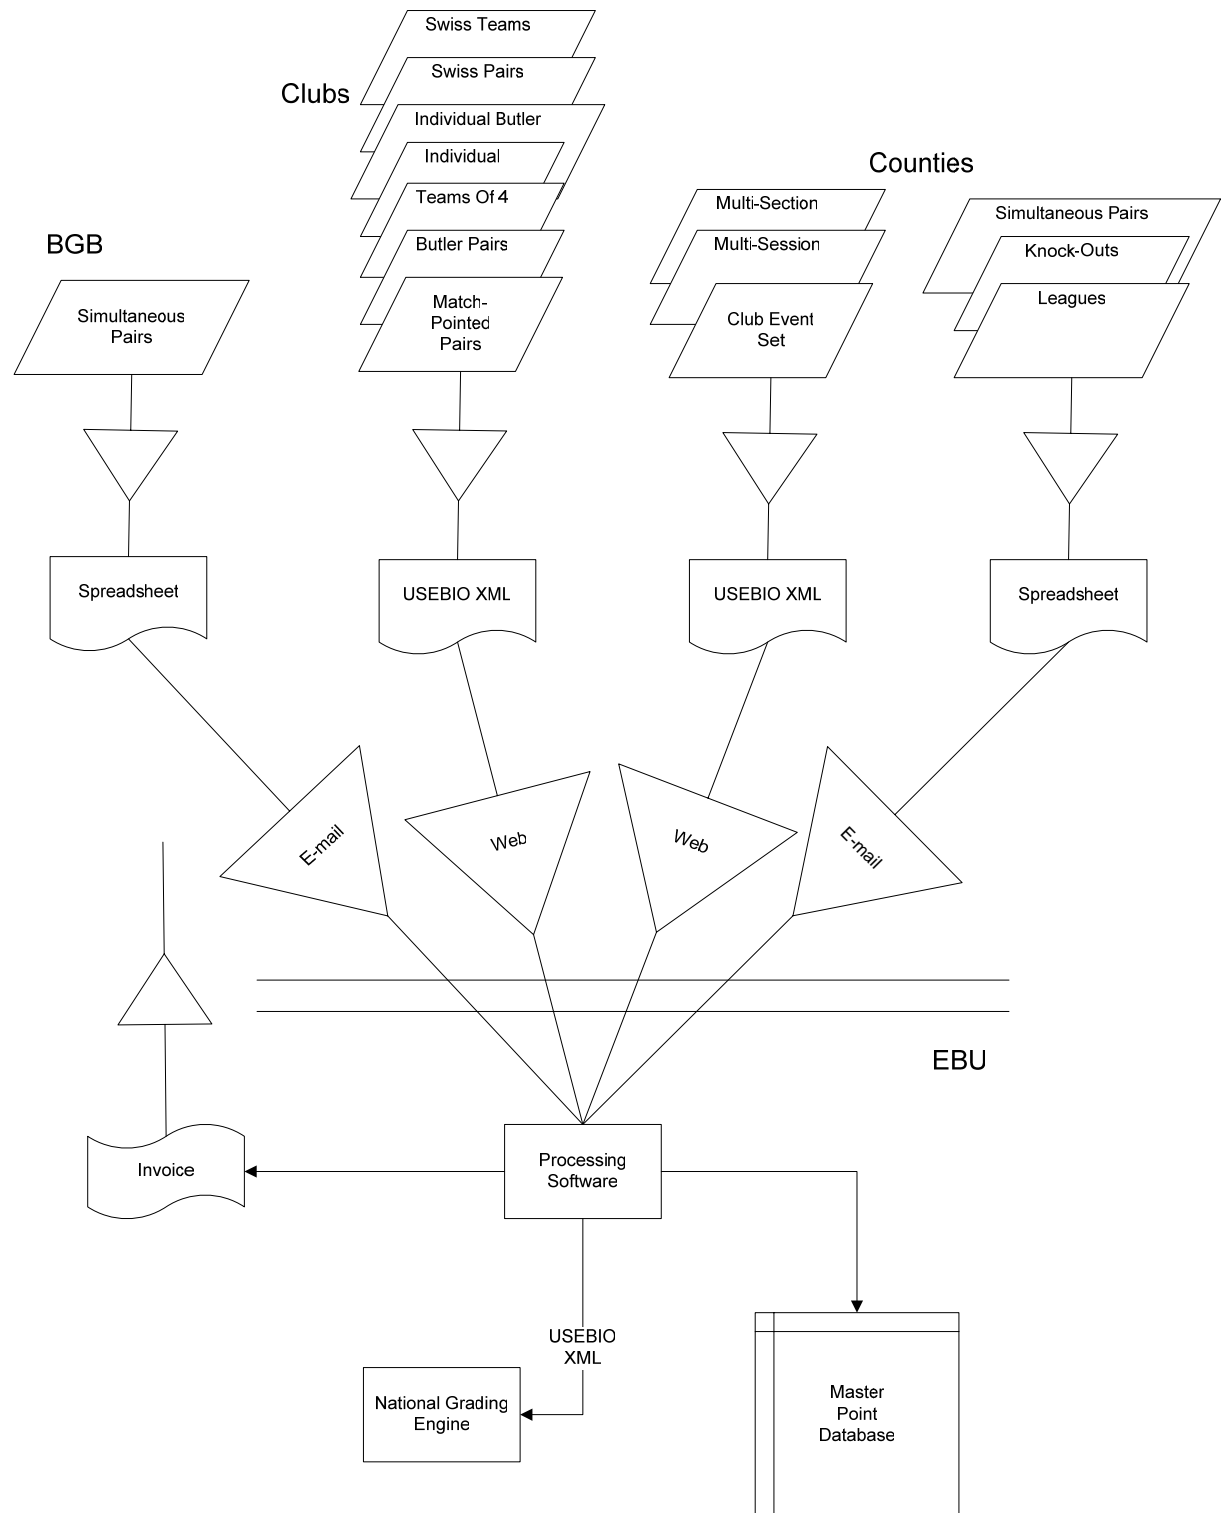 Swiss Teams
Swiss Pairs
Clubs
Individual Butler
Individual
Teams Of 4
Butler Pairs
Match-
Pointed
Pairs
BGB
Simultaneous
Pairs
Counties
Multi-Section
Multi-Session
Club Event
Set
Simultaneous Pairs
Knock-Outs
Leagues
Spreadsheet
USEBIO XML
USEBIO XML
Spreadsheet
E-mail
Web
Web
E-mail
EBU
Invoice
Processing
Software
USEBIO
XML
National Grading
Engine
Master
Point
Database